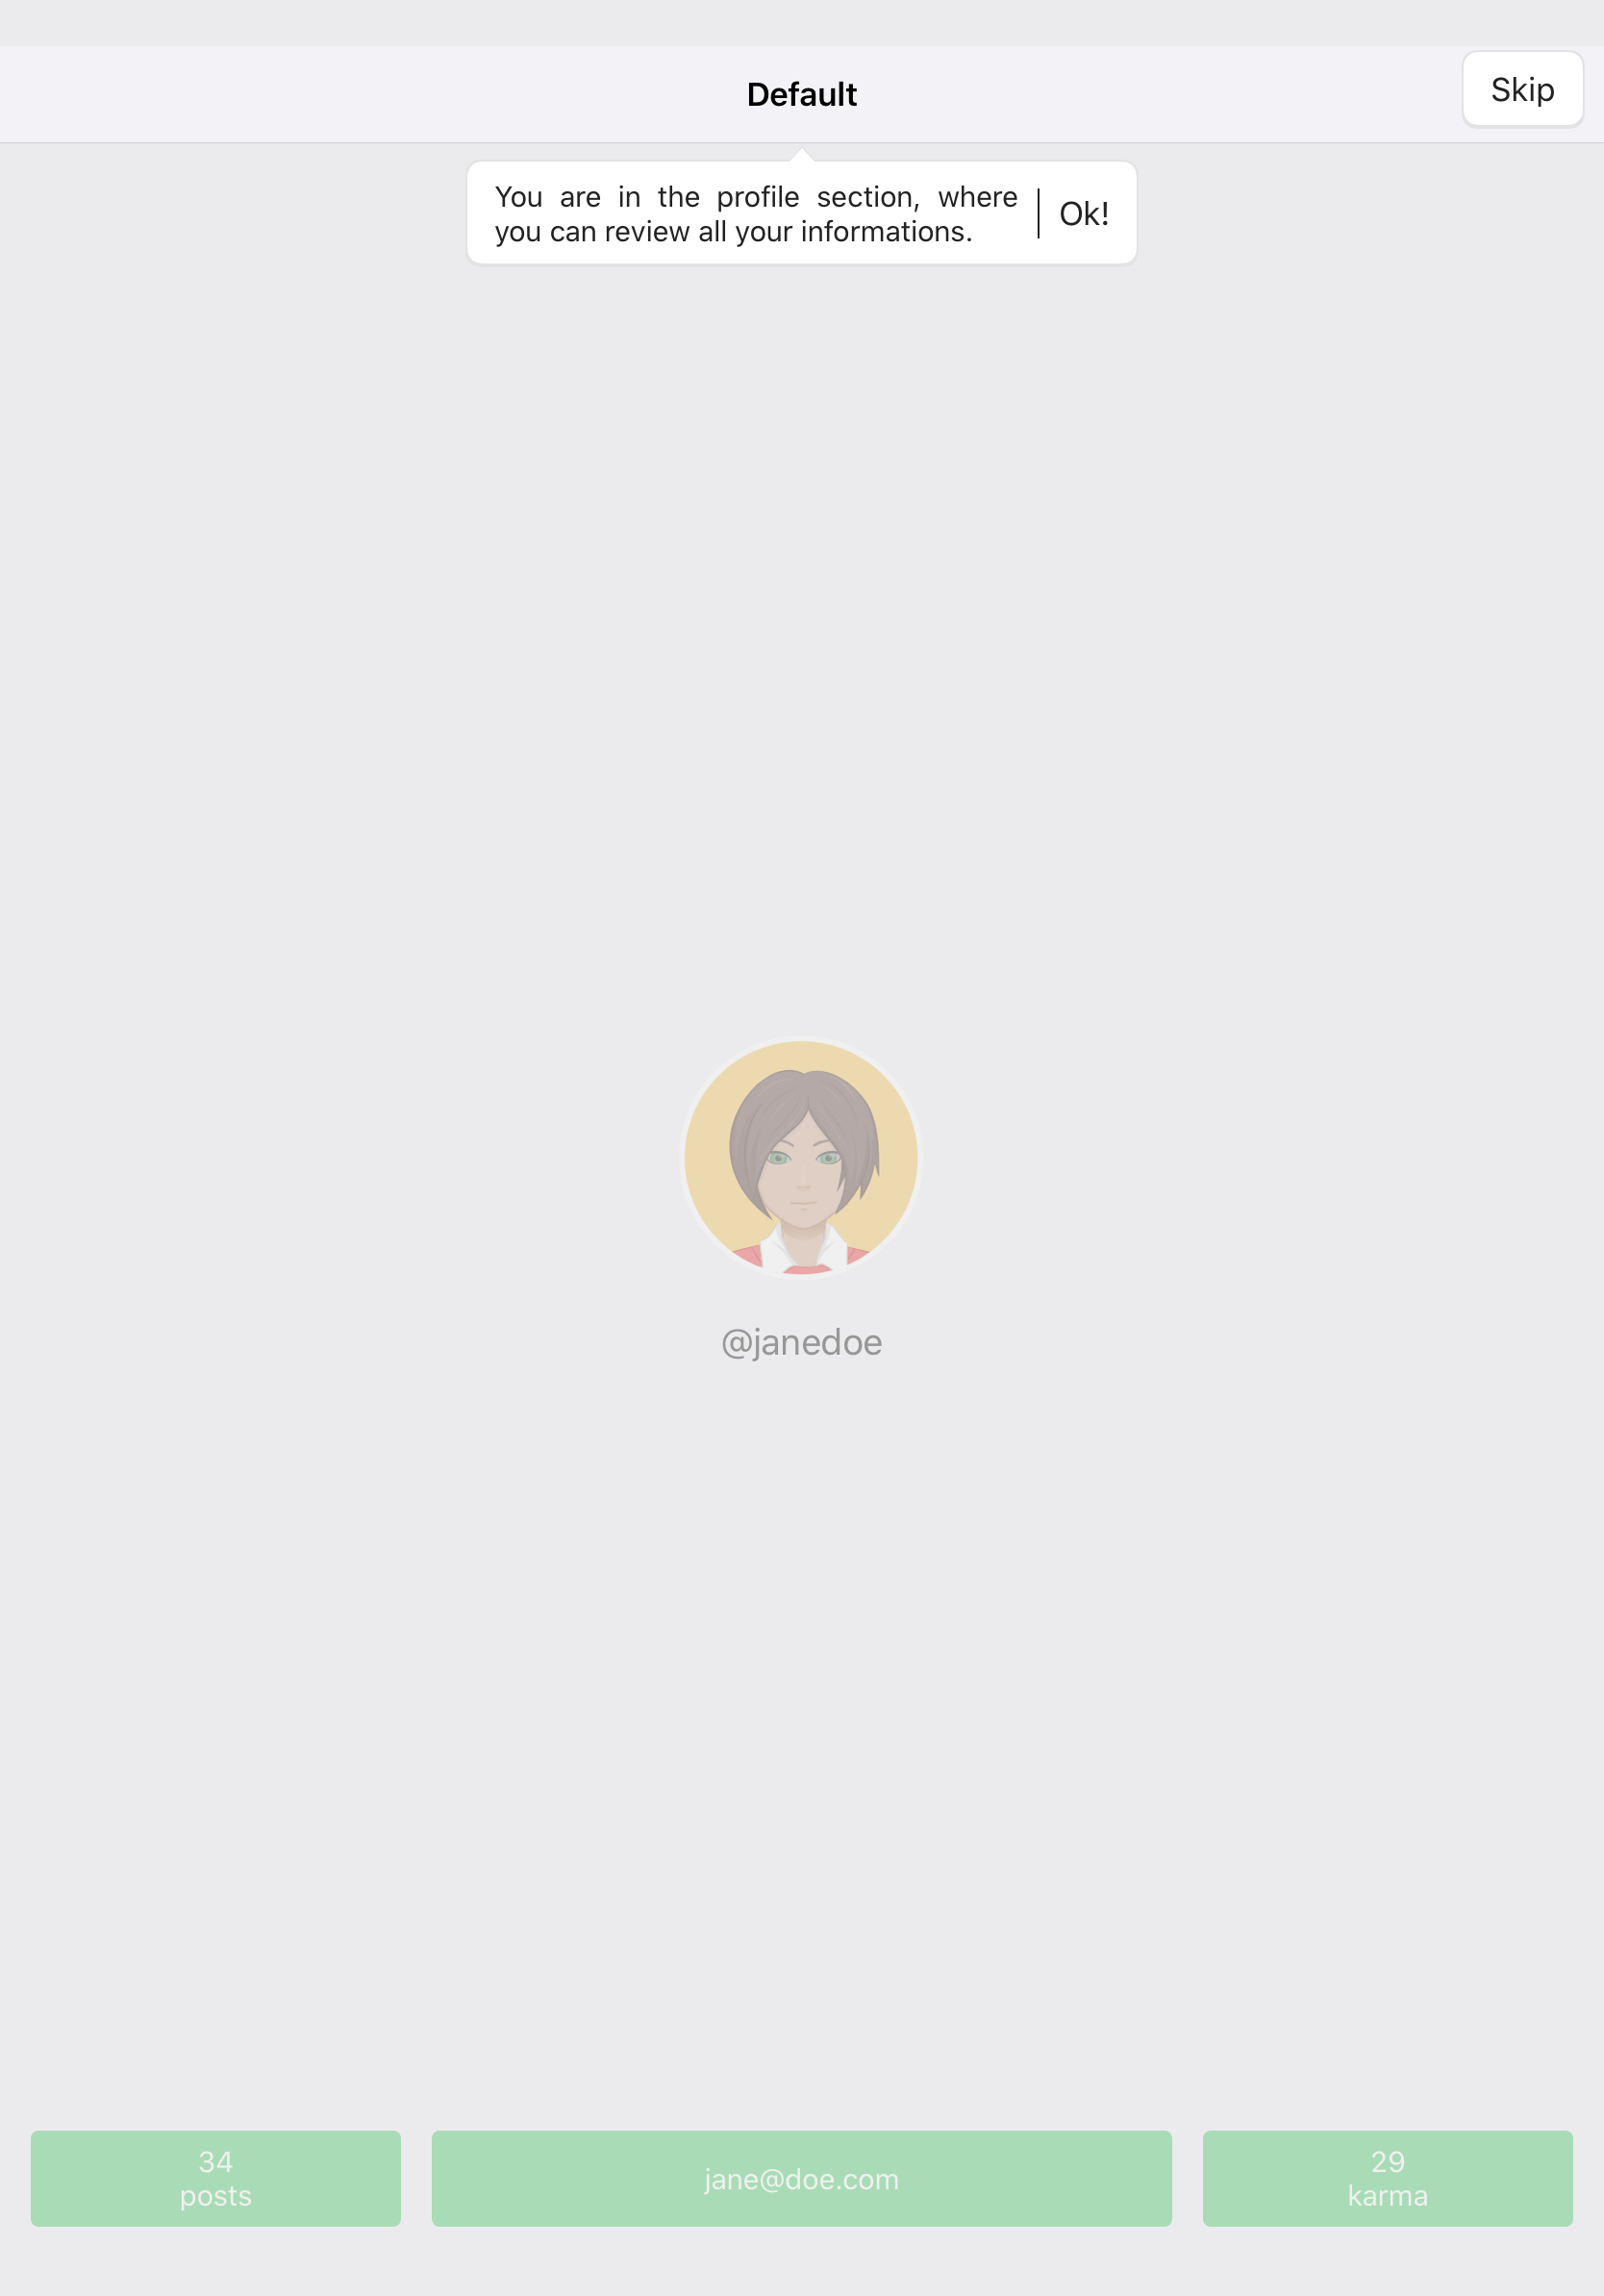 Default
Skip
You are in the profile section, where
you can review all your informations.
Ok!
@janedoe
34
posts
jane@doe.com
29
karma